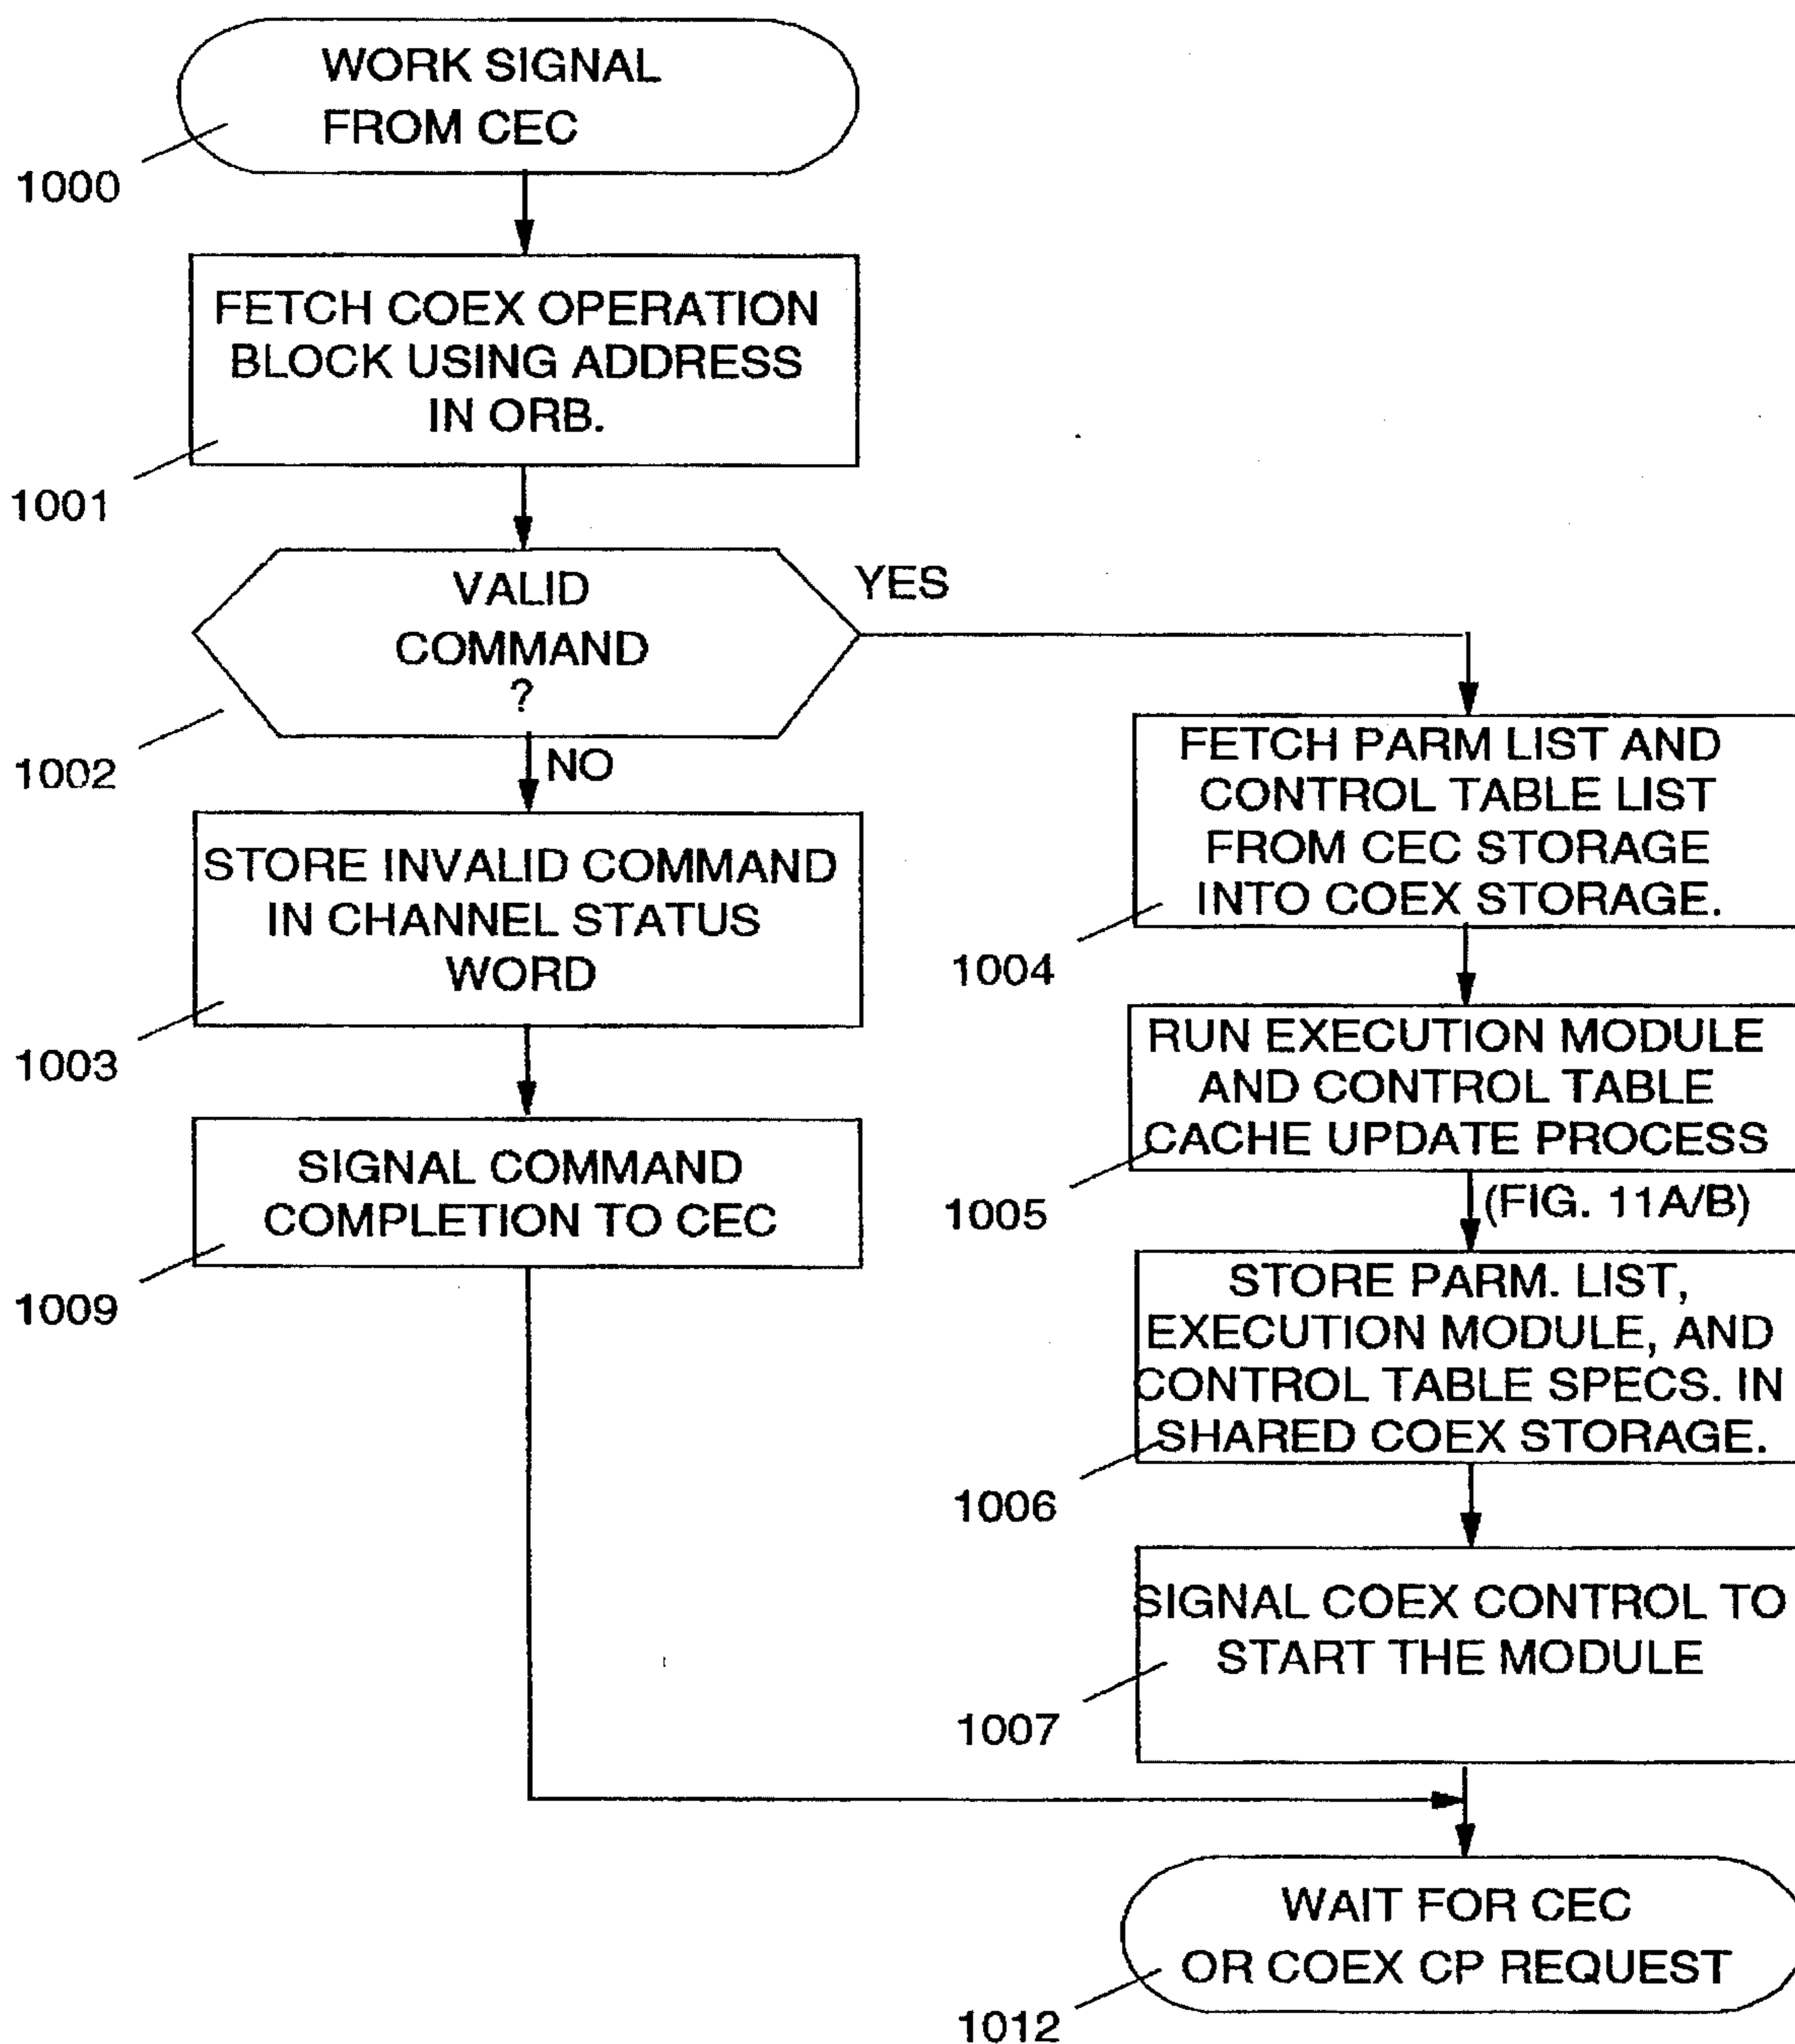 WORK SIGNAL
FROM CEC
1000
FETCH COEX OPERATION
BLOCK USING ADDRESS
IN ORB.
1001
VALID
COMMAND
?
YES
1002
NO
STORE INVALID COMMAND
IN CHANNEL STATUS
WORD
1003
SIGNAL COMMAND
COMPLETION TO CEC
1009
FETCH PARM LIST AND
CONTROL TABLE LIST
FROM CEC STORAGE
INTO COEX STORAGE.
1004
RUN EXECUTION MODULE
AND CONTROL TABLE
CACHE UPDATE PROCESS
1005
(FIG. 11A/B)
STORE PARM. LIST,
EXECUTION MODULE, AND
CONTROL TABLE SPECS. IN
SHARED COEX STORAGE.
1006
SIGNAL COEX CONTROL TO
START THE MODULE
1007
WAIT FOR CEC
OR COEX CP REQUEST
1012